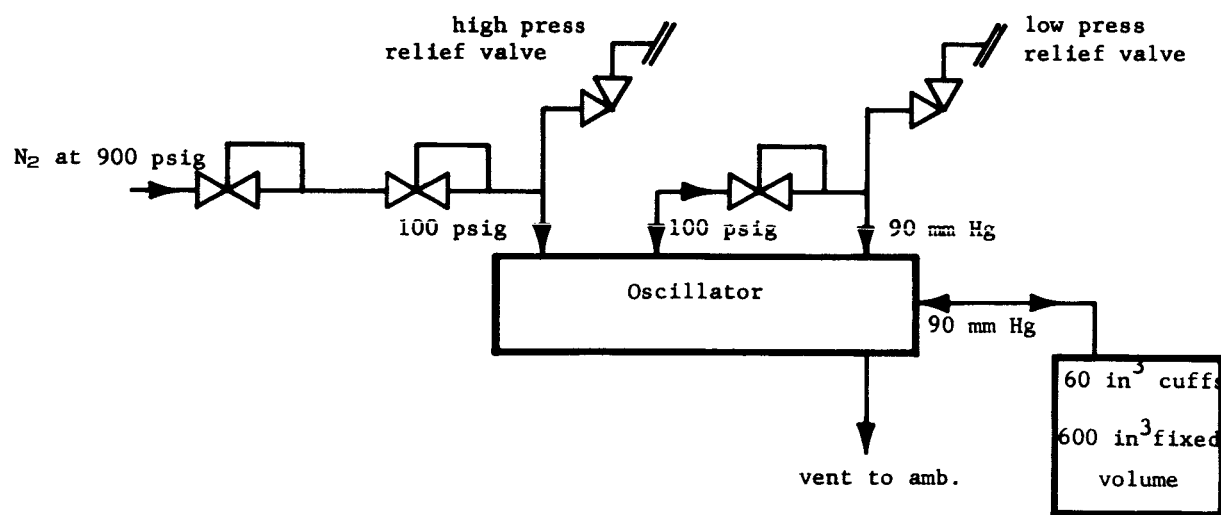 high press
relief valve
low press
relief valve
N₂ at 900 psig
100 psig
100 psig
90 mm Hg
Oscillator
90 mm Hg
60 in³ cuffs
600 in³ fixed
volume
vent to amb.